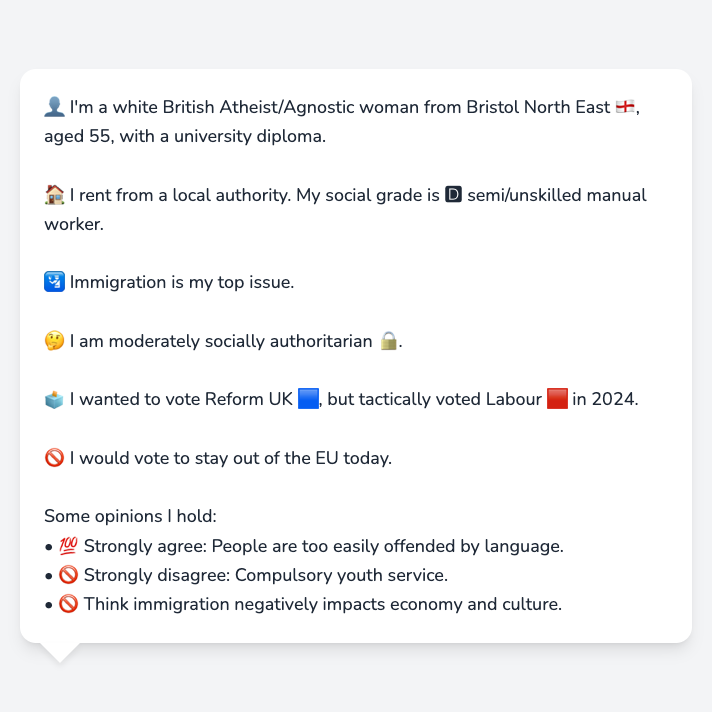 👤 I'm a white British Atheist/Agnostic woman from Bristol North East 🏴󠁧󠁢󠁥󠁮󠁧󠁿,
aged 55, with a university diploma.
🏠 I rent from a local authority. My social grade is 🅳 semi/unskilled manual
worker.
🛂 Immigration is my top issue.
🤔 I am moderately socially authoritarian 🔒.
🗳️ I wanted to vote Reform UK 🟦, but tactically voted Labour 🟥 in 2024.
🚫 I would vote to stay out of the EU today.
Some opinions I hold:
• 💯 Strongly agree: People are too easily offended by language.
• 🚫 Strongly disagree: Compulsory youth service.
• 🚫 Think immigration negatively impacts economy and culture.